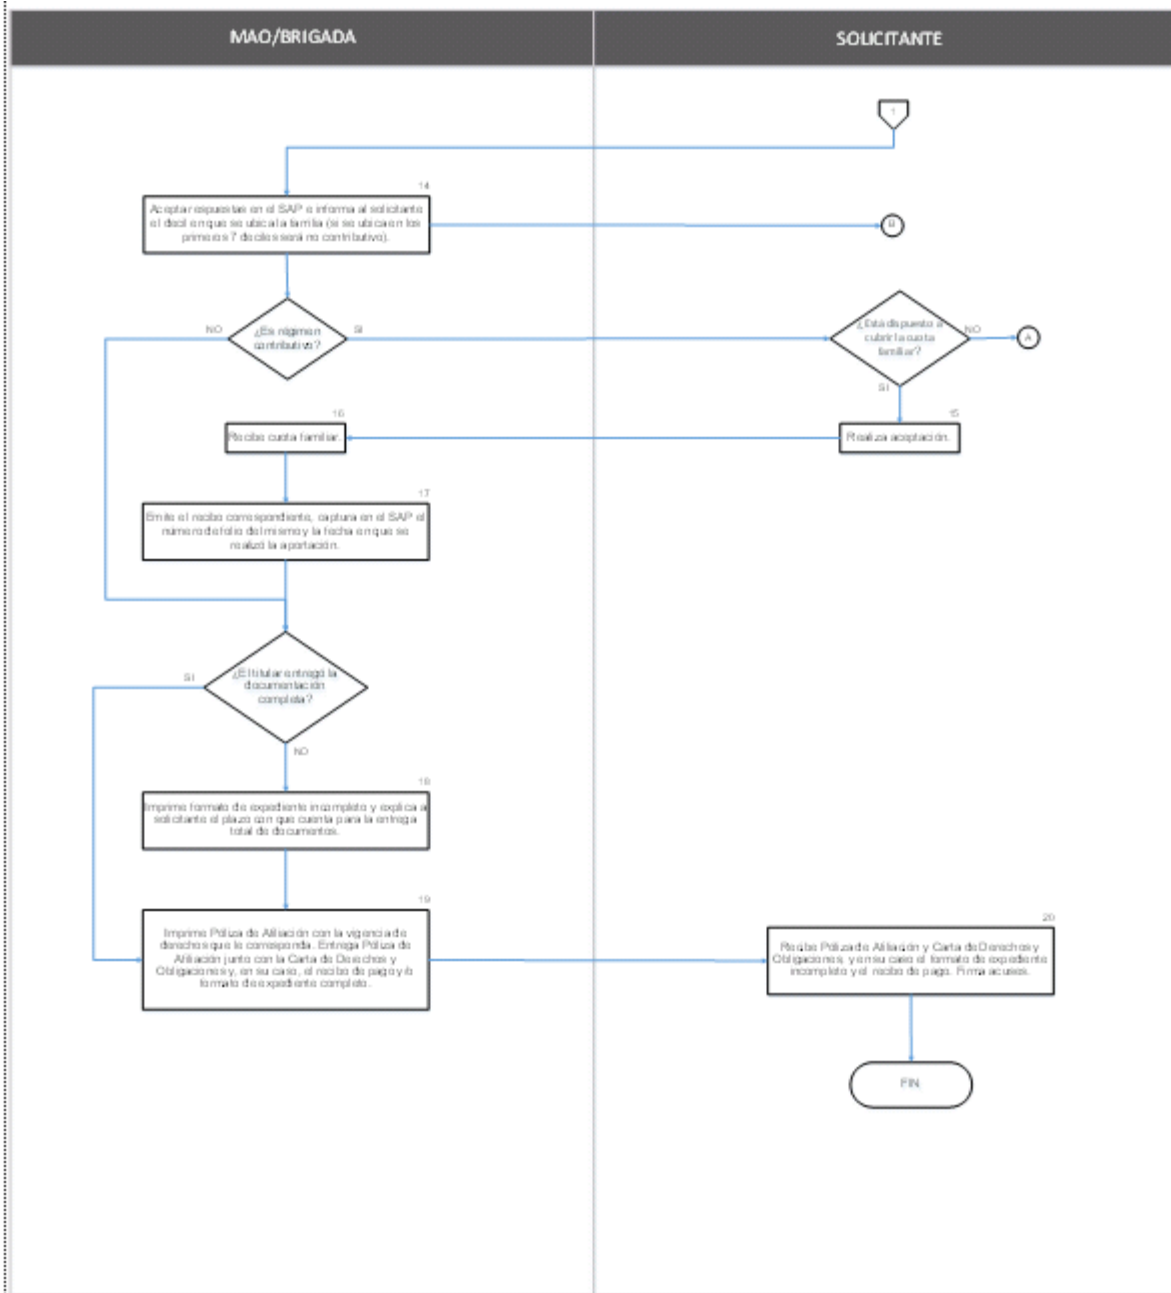 MAO/BRIGADA
SOLICITANTE
1
14
Aceptar respuestas en el SAP e informa al solicitante
el decil en que se ubica la familia (si se ubica en los
primeros 7 deciles será no contributivo).
B
¿Es régimen
contributivo?
NO
SI
¿Está dispuesto a
cubrir la cuota
familiar?
NO
A
SI
16
Recibe cuota familiar.
15
Realiza aceptación.
17
Emite el recibo correspondiente, captura en el SAP el
número de folio del mismo y la fecha en que se
realizó la aportación.
SI
¿El titular entregó la
documentación
completa?
NO
18
Imprime formato de expediente incompleto y explica a
solicitante el plazo con que cuenta para la entrega
total de documentos.
19
Imprime Póliza de Afiliación con la vigencia de
derechos que le corresponda. Entrega Póliza de
Afiliación junto con la Carta de Derechos y
Obligaciones y, en su caso, el recibo de pago y/o
formato de expediente completo.
20
Recibe Póliza de Afiliación y Carta de Derechos y
Obligaciones, y en su caso el formato de expediente
incompleto y el recibo de pago. Firma acuses.
FIN